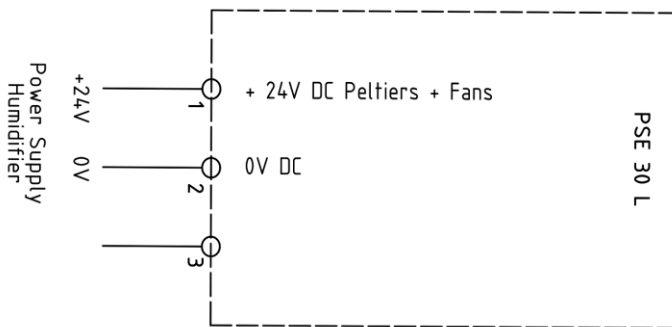 Power Supply
Humidifier
+24V
0V
1
2
3
+ 24V DC Peltiers + Fans
0V DC
PSE 30 L